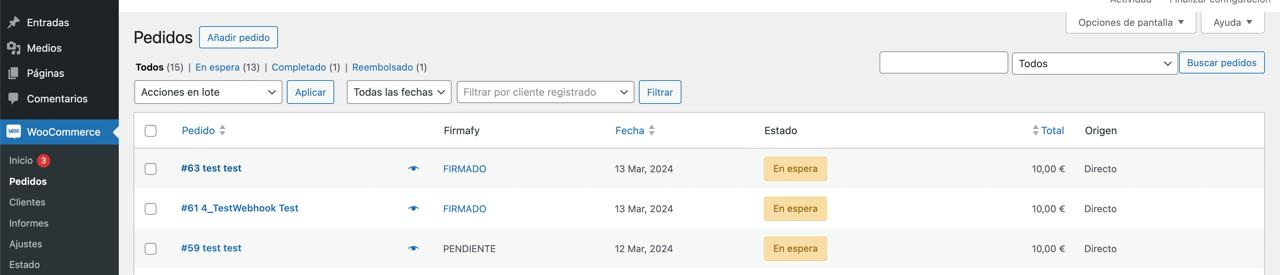 Actividad Finalizar configuración
Entradas
Medios
Páginas
Comentarios
WooCommerce
Inicio 3
Pedidos
Clientes
Informes
Ajustes
Estado
Opciones de pantalla Ayuda
Pedidos Añadir pedido
Todos (15) | En espera (13) | Completado (1) | Reembolsado (1)
Todos Buscar pedidos
Acciones en lote Aplicar Todas las fechas Filtrar por cliente registrado Filtrar
Pedido Firmafy Fecha Estado Total Origen
#63 test test FIRMADO 13 Mar, 2024 En espera 10,00 € Directo
#61 4_TestWebhook Test FIRMADO 13 Mar, 2024 En espera 10,00 € Directo
#59 test test PENDIENTE 12 Mar, 2024 En espera 10,00 € Directo